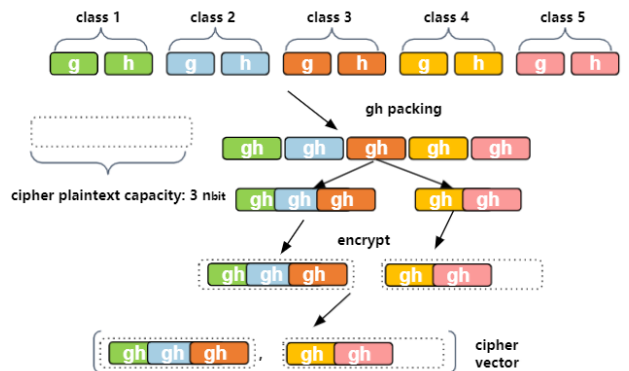 class 1 class 2 class 3 class 4 class 5
g h g h g h g h g h
gh packing
gh gh gh gh gh
cipher plaintext capacity: 3 nbit
gh gh gh gh gh
encrypt
gh gh gh gh gh
gh gh gh , gh gh
cipher
vector